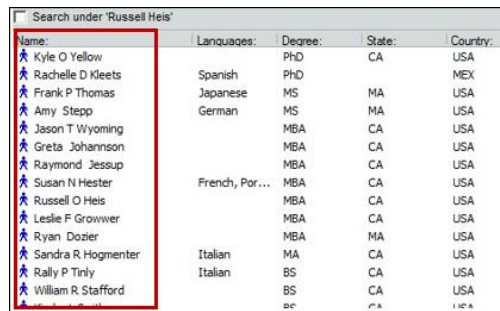 Search under 'Russell Heis'
Name: Languages: Degree: State: Country:
Kyle O Yellow PhD CA USA
Rachelle D Kleets Spanish PhD MEX
Frank P Thomas Japanese MS MA USA
Amy Stepp German MS MA USA
Jason T Wyoming MBA CA USA
Greta Johannson MBA CA USA
Raymond Jessup MBA CA USA
Susan N Hester French, Por... MBA CA USA
Russell O Heis MBA CA USA
Leslie F Growwer MBA CA USA
Ryan Dozier MBA MA USA
Sandra R Hogmenter Italian MA CA USA
Rally P Tinly Italian BS CA USA
William R Stafford BS CA USA
BS CA USA